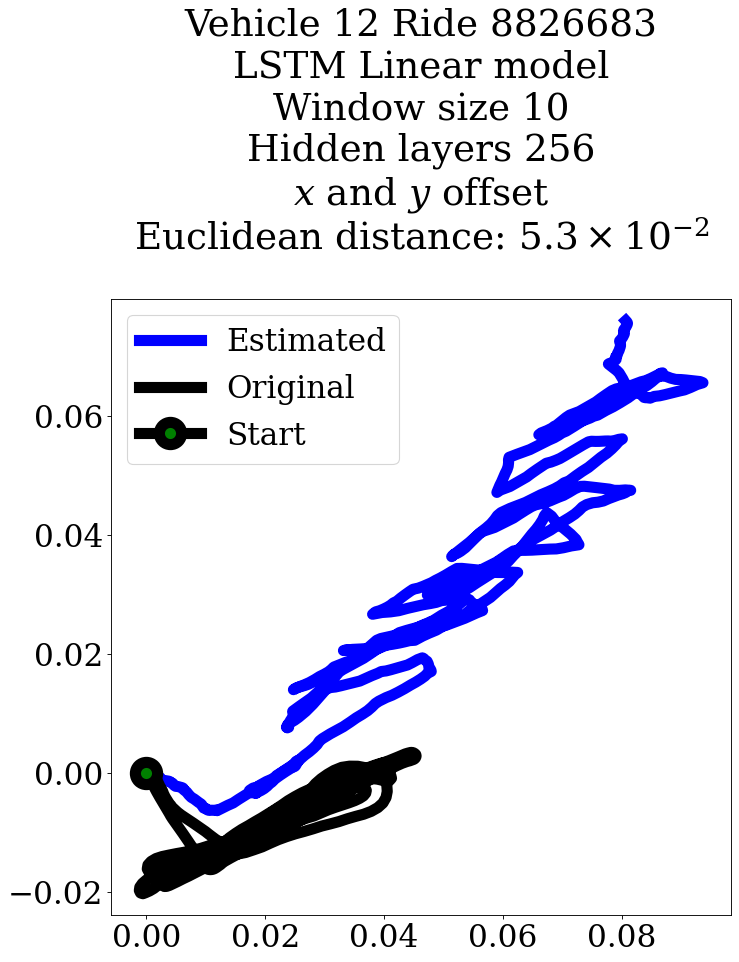 Vehicle 12 Ride 8826683
LSTM Linear model
Window size 10
Hidden layers 256
x and y offset
Euclidean distance: 5.3 × 10⁻²
Estimated
Original
Start
0.06
0.04
0.02
0.00
−0.02
0.00 0.02 0.04 0.06 0.08